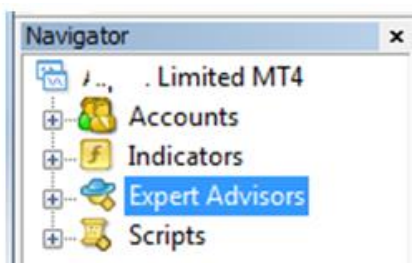 Navigator
Limited MT4
Accounts
Indicators
Expert Advisors
Scripts